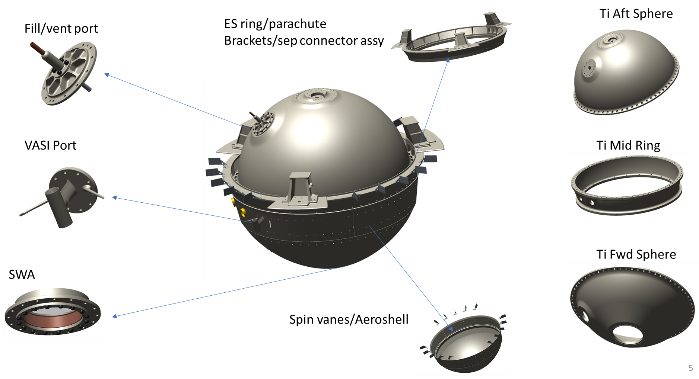 Fill/vent port
ES ring/parachute
Brackets/sep connector assy
Ti Aft Sphere
VASI Port
Ti Mid Ring
SWA
Ti Fwd Sphere
Spin vanes/Aeroshell
5